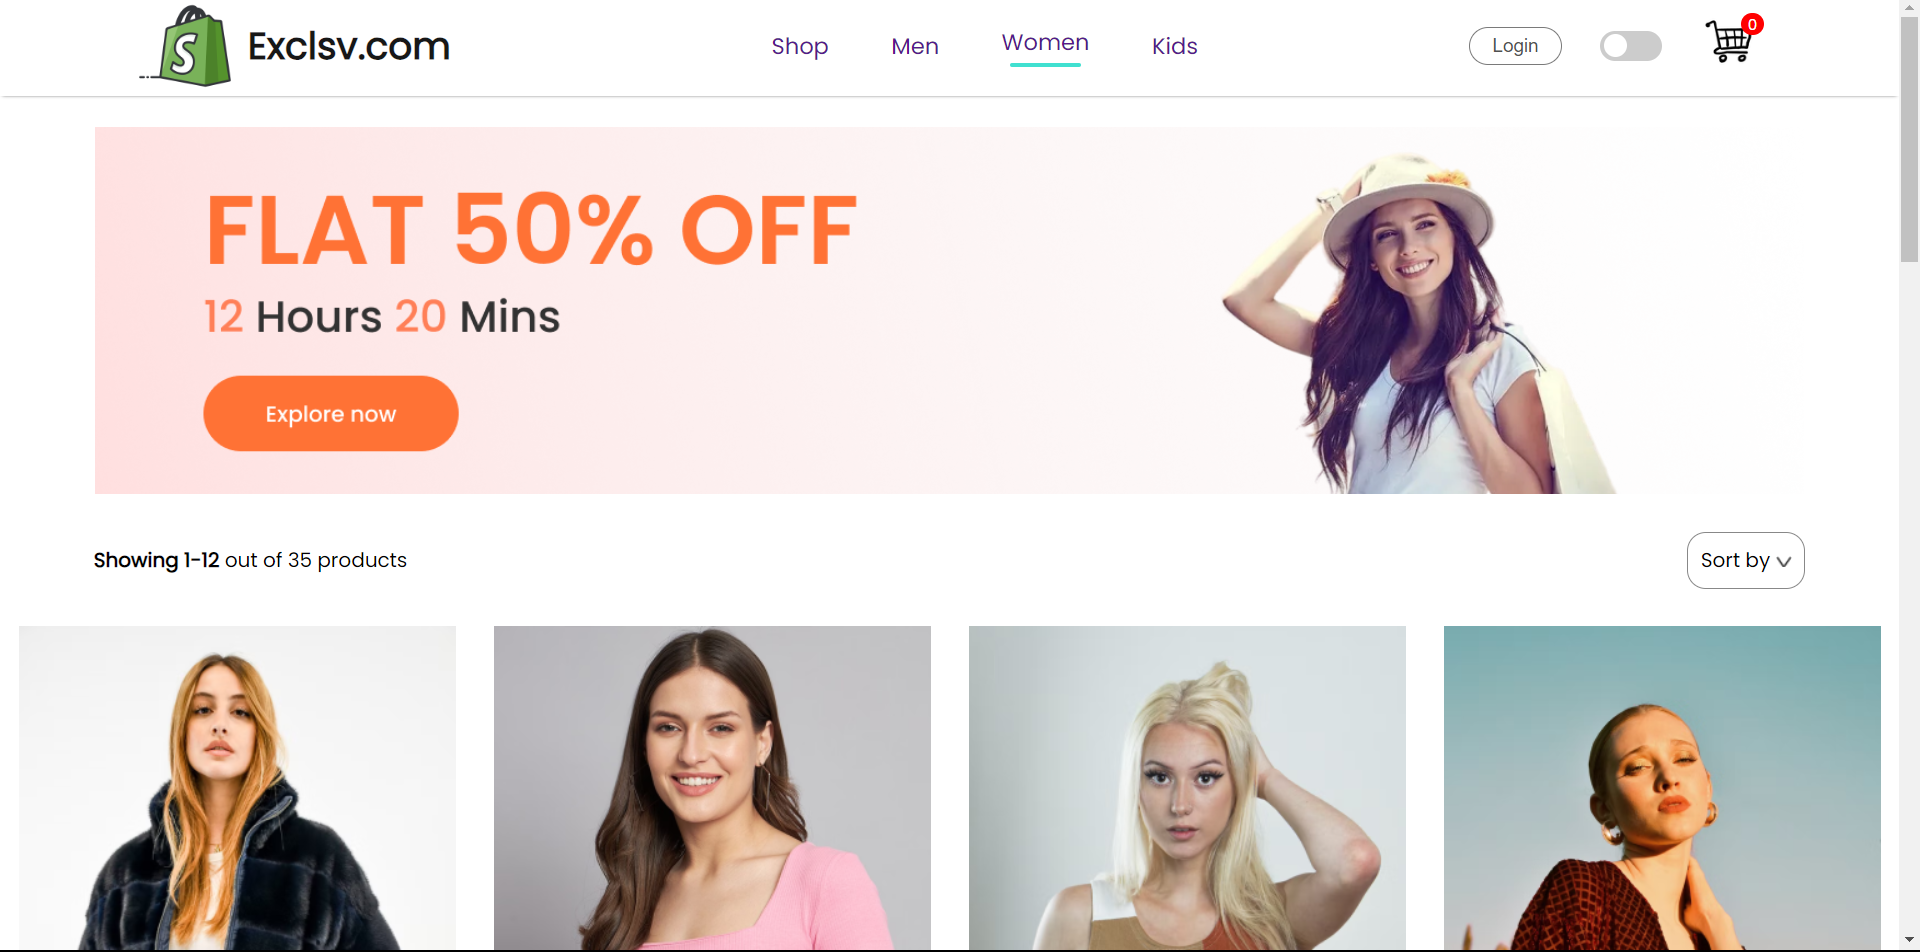 S
Exclsv.com
Shop
Men
Women
Kids
Login
0
FLAT 50% OFF
12 Hours 20 Mins
Explore now
Showing 1-12 out of 35 products
Sort by